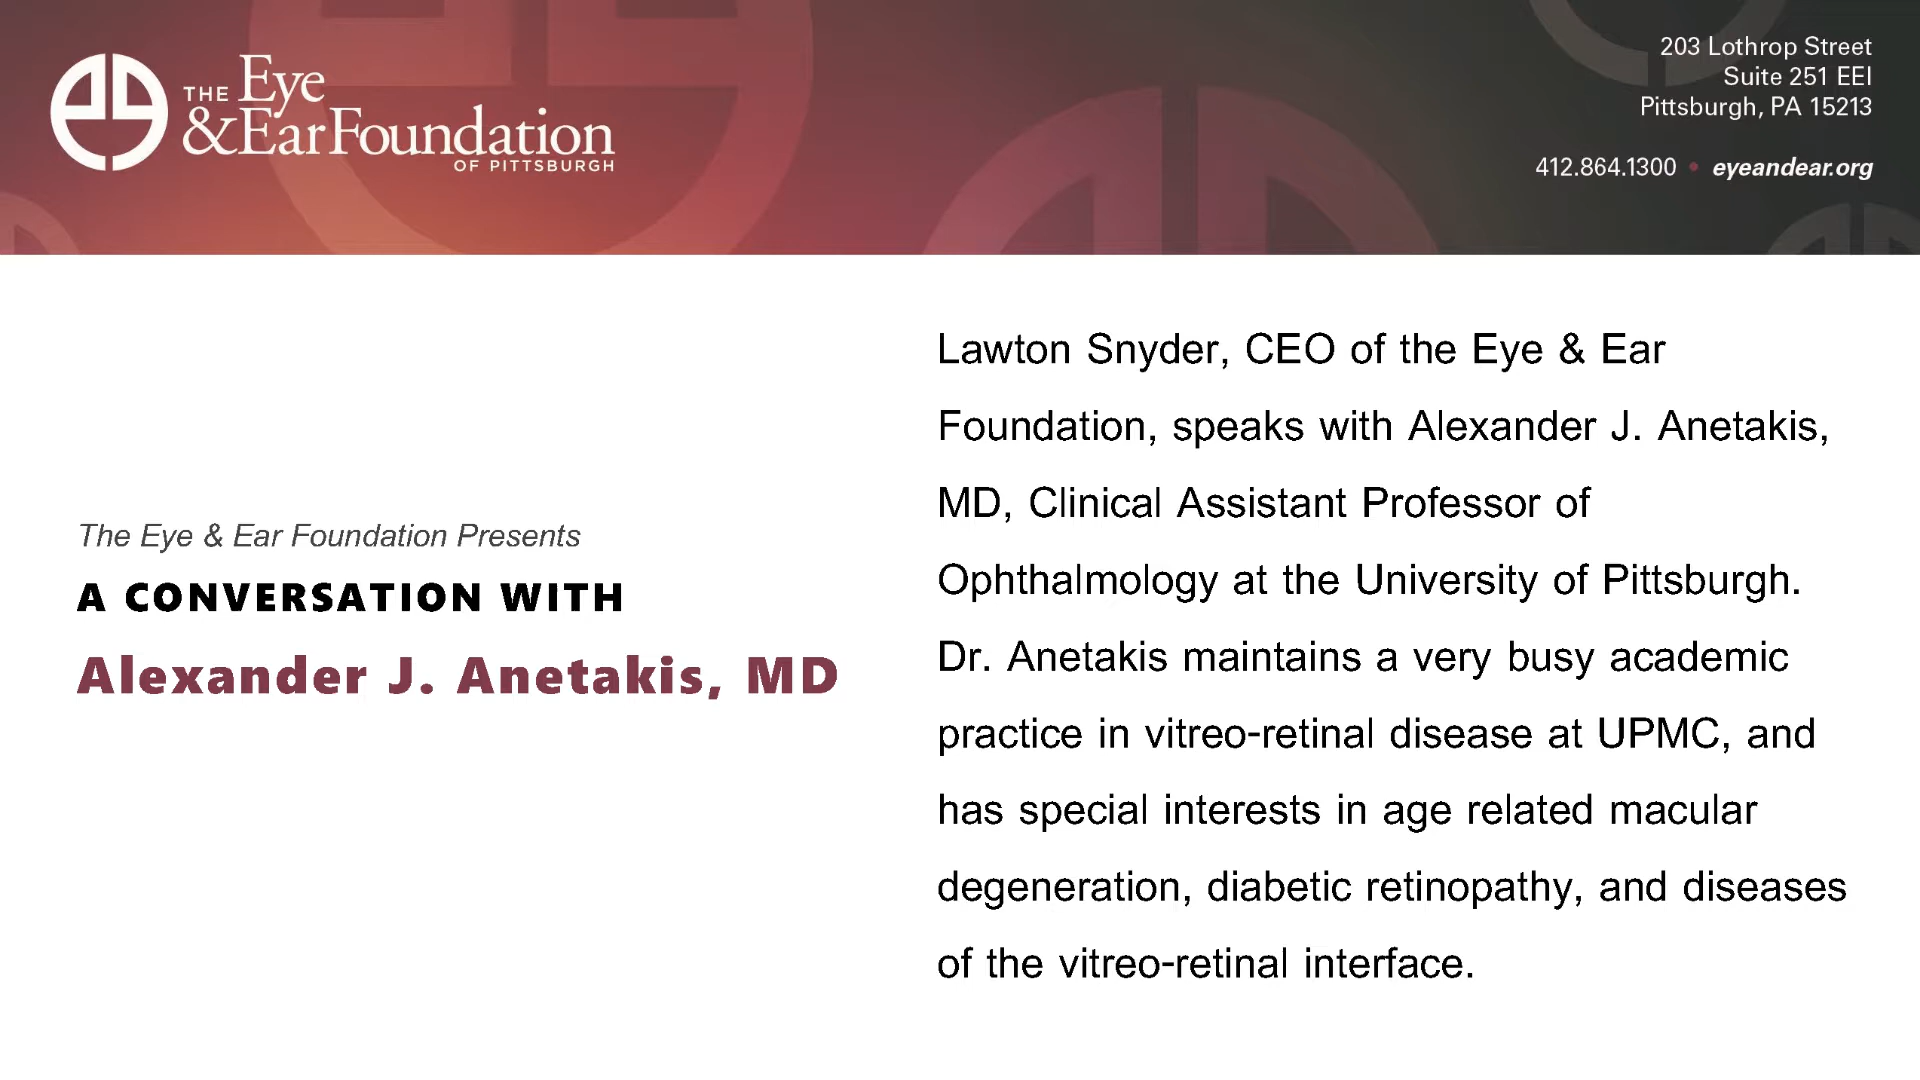 THE Eye
& Ear Foundation
OF PITTSBURGH
203 Lothrop Street
Suite 251 EEI
Pittsburgh, PA 15213
412.864.1300 • eyeandear.org
The Eye & Ear Foundation Presents
A CONVERSATION WITH
Alexander J. Anetakis, MD
Lawton Snyder, CEO of the Eye & Ear
Foundation, speaks with Alexander J. Anetakis,
MD, Clinical Assistant Professor of
Ophthalmology at the University of Pittsburgh.
Dr. Anetakis maintains a very busy academic
practice in vitreo-retinal disease at UPMC, and
has special interests in age related macular
degeneration, diabetic retinopathy, and diseases
of the vitreo-retinal interface.